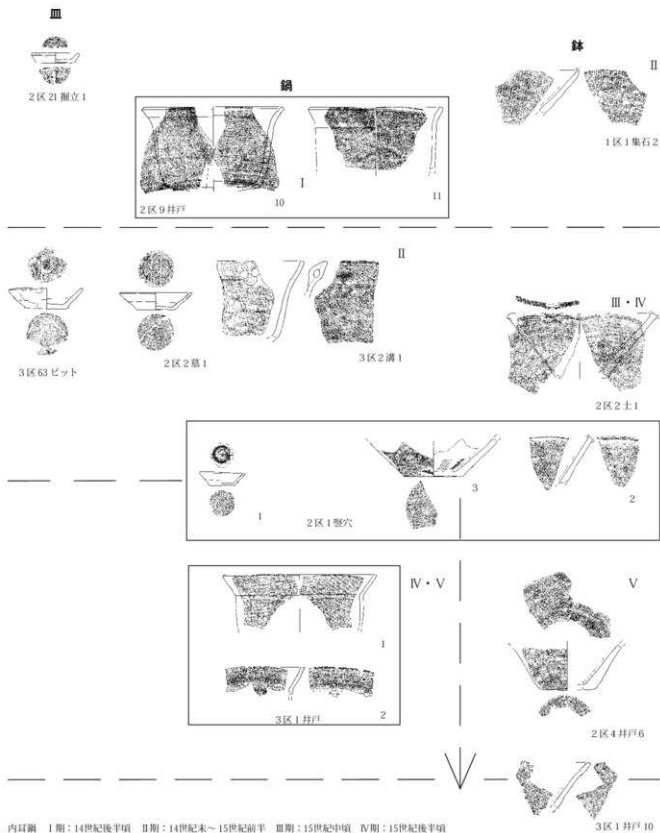 皿
2区21掘立1
鍋
鉢
Ⅱ
1区1集石2
2区9井戸
Ⅰ
10
11
3区63ピット
2区2墓1
Ⅱ
3区2溝1
Ⅲ・Ⅳ
2区2土1
1
2区1竪穴
3
2
Ⅳ・Ⅴ
1
2
3区1井戸
Ⅴ
2区4井戸6
3区1井戸10
内耳鍋 Ⅰ期：14世紀後半頃 Ⅱ期：14世紀末～15世紀前半 Ⅲ期：15世紀中頃 Ⅳ期：15世紀後半頃